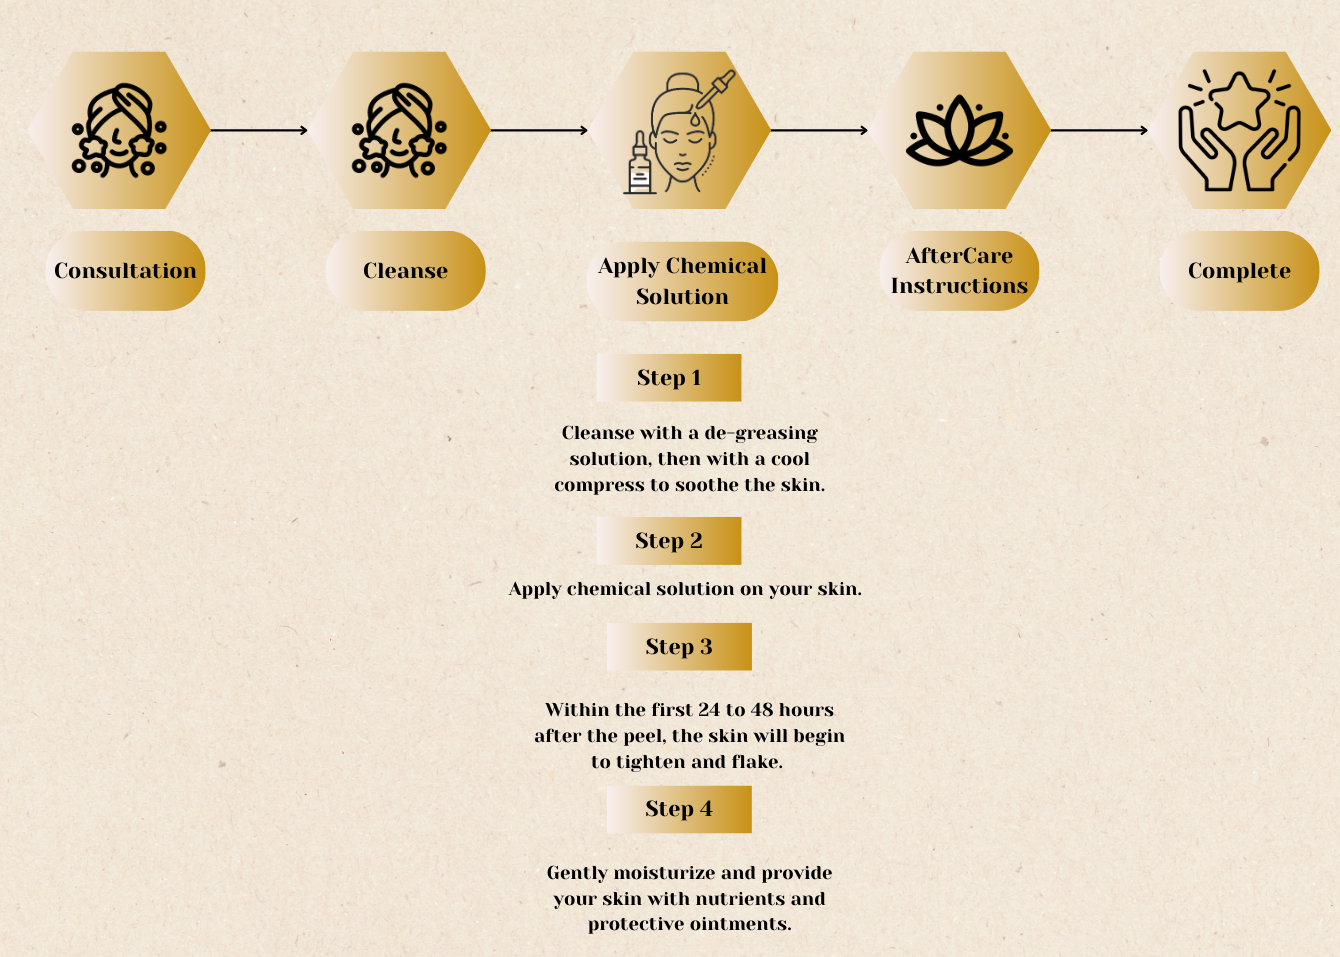 Consultation
Cleanse
Apply Chemical
Solution
AfterCare
Instructions
Complete
Step 1
Cleanse with a de-greasing
solution, then with a cool
compress to soothe the skin.
Step 2
Apply chemical solution on your skin.
Step 3
Within the first 24 to 48 hours
after the peel, the skin will begin
to tighten and flake.
Step 4
Gently moisturize and provide
your skin with nutrients and
protective ointments.